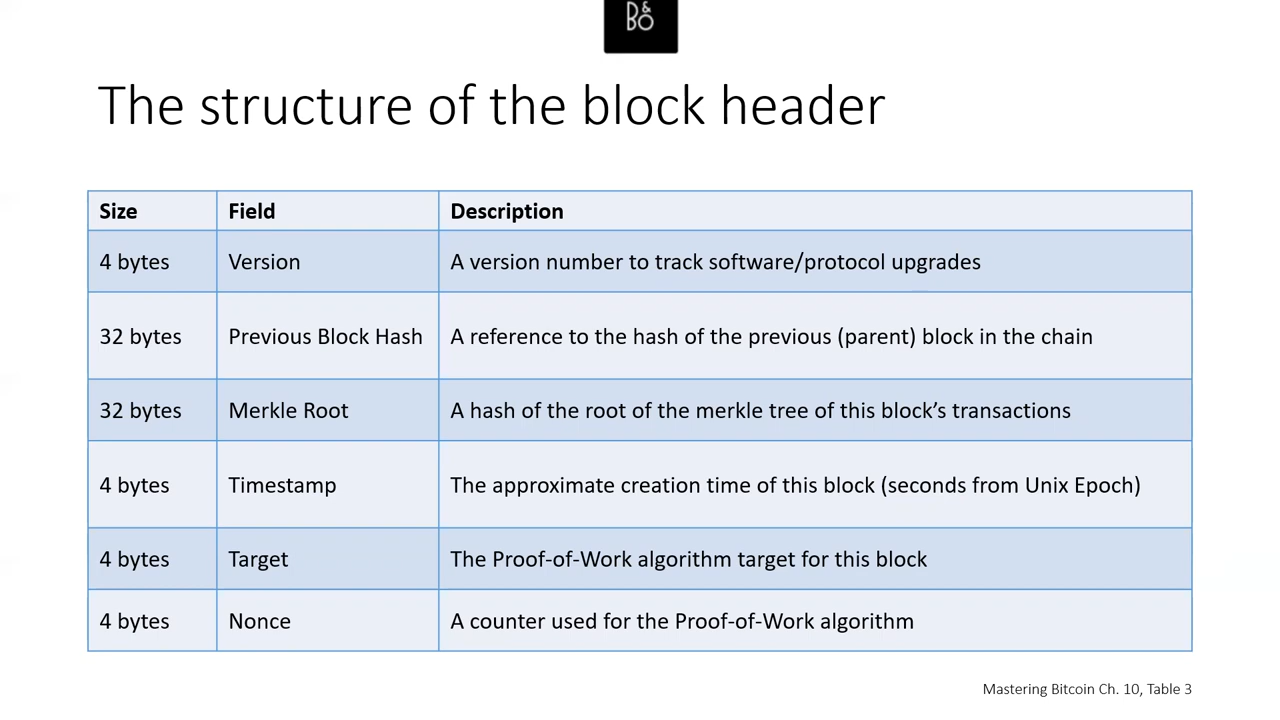 B&O
The structure of the block header
Size Field Description
4 bytes Version A version number to track software/protocol upgrades
32 bytes Previous Block Hash A reference to the hash of the previous (parent) block in the chain
32 bytes Merkle Root A hash of the root of the merkle tree of this block’s transactions
4 bytes Timestamp The approximate creation time of this block (seconds from Unix Epoch)
4 bytes Target The Proof-of-Work algorithm target for this block
4 bytes Nonce A counter used for the Proof-of-Work algorithm
Mastering Bitcoin Ch. 10, Table 3